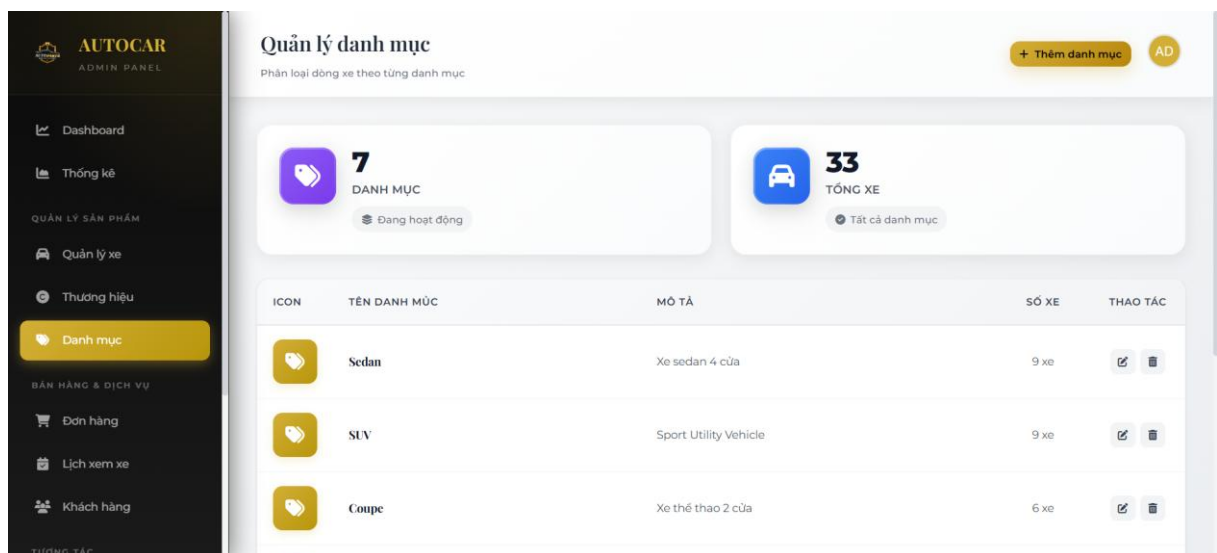 AUTOCAR
ADMIN PANEL
Dashboard
Thống kê
QUẢN LÝ SẢN PHẨM
Quản lý xe
Thương hiệu
Danh mục
BÁN HÀNG & DỊCH VỤ
Đơn hàng
Lịch xem xe
Khách hàng
TƯƠNG TÁC
Quản lý danh mục
Phân loại dòng xe theo từng danh mục
+ Thêm danh mục
AD
7
DANH MỤC
Đang hoạt động
33
TỔNG XE
Tất cả danh mục
ICON TÊN DANH MỤC MÔ TẢ SỐ XE THAO TÁC
Sedan Xe sedan 4 cửa 9 xe
SUV Sport Utility Vehicle 9 xe
Coupe Xe thể thao 2 cửa 6 xe